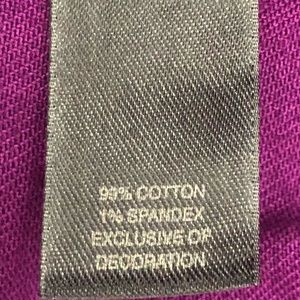 99% COTTON
1% SPANDEX
EXCLUSIVE OF
DECORATION